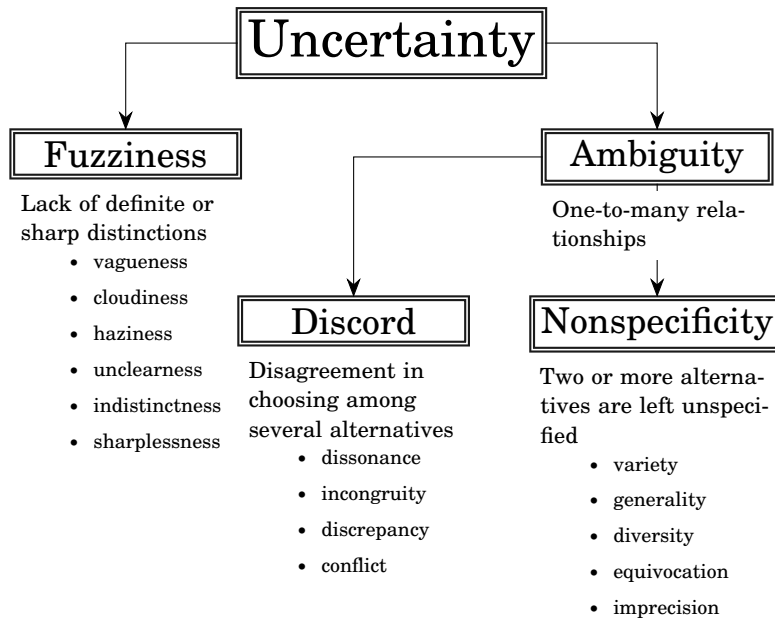 Uncertainty
Fuzziness
Lack of definite or
sharp distinctions
• vagueness
• cloudiness
• haziness
• unclearness
• indistinctness
• sharplessness
Ambiguity
One-to-many rela-
tionships
Discord
Disagreement in
choosing among
several alternatives
• dissonance
• incongruity
• discrepancy
• conflict
Nonspecificity
Two or more alterna-
tives are left unspeci-
fied
• variety
• generality
• diversity
• equivocation
• imprecision